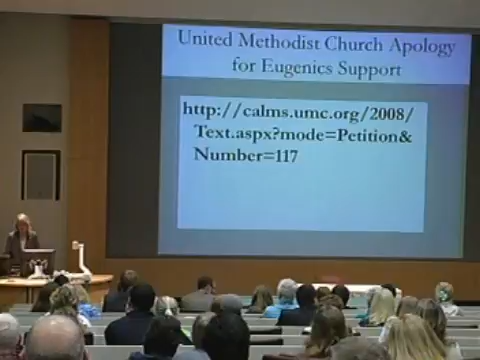 United Methodist Church Apology
for Eugenics Support
http://calms.umc.org/2008/
Text.aspx?mode=Petition&
Number=117